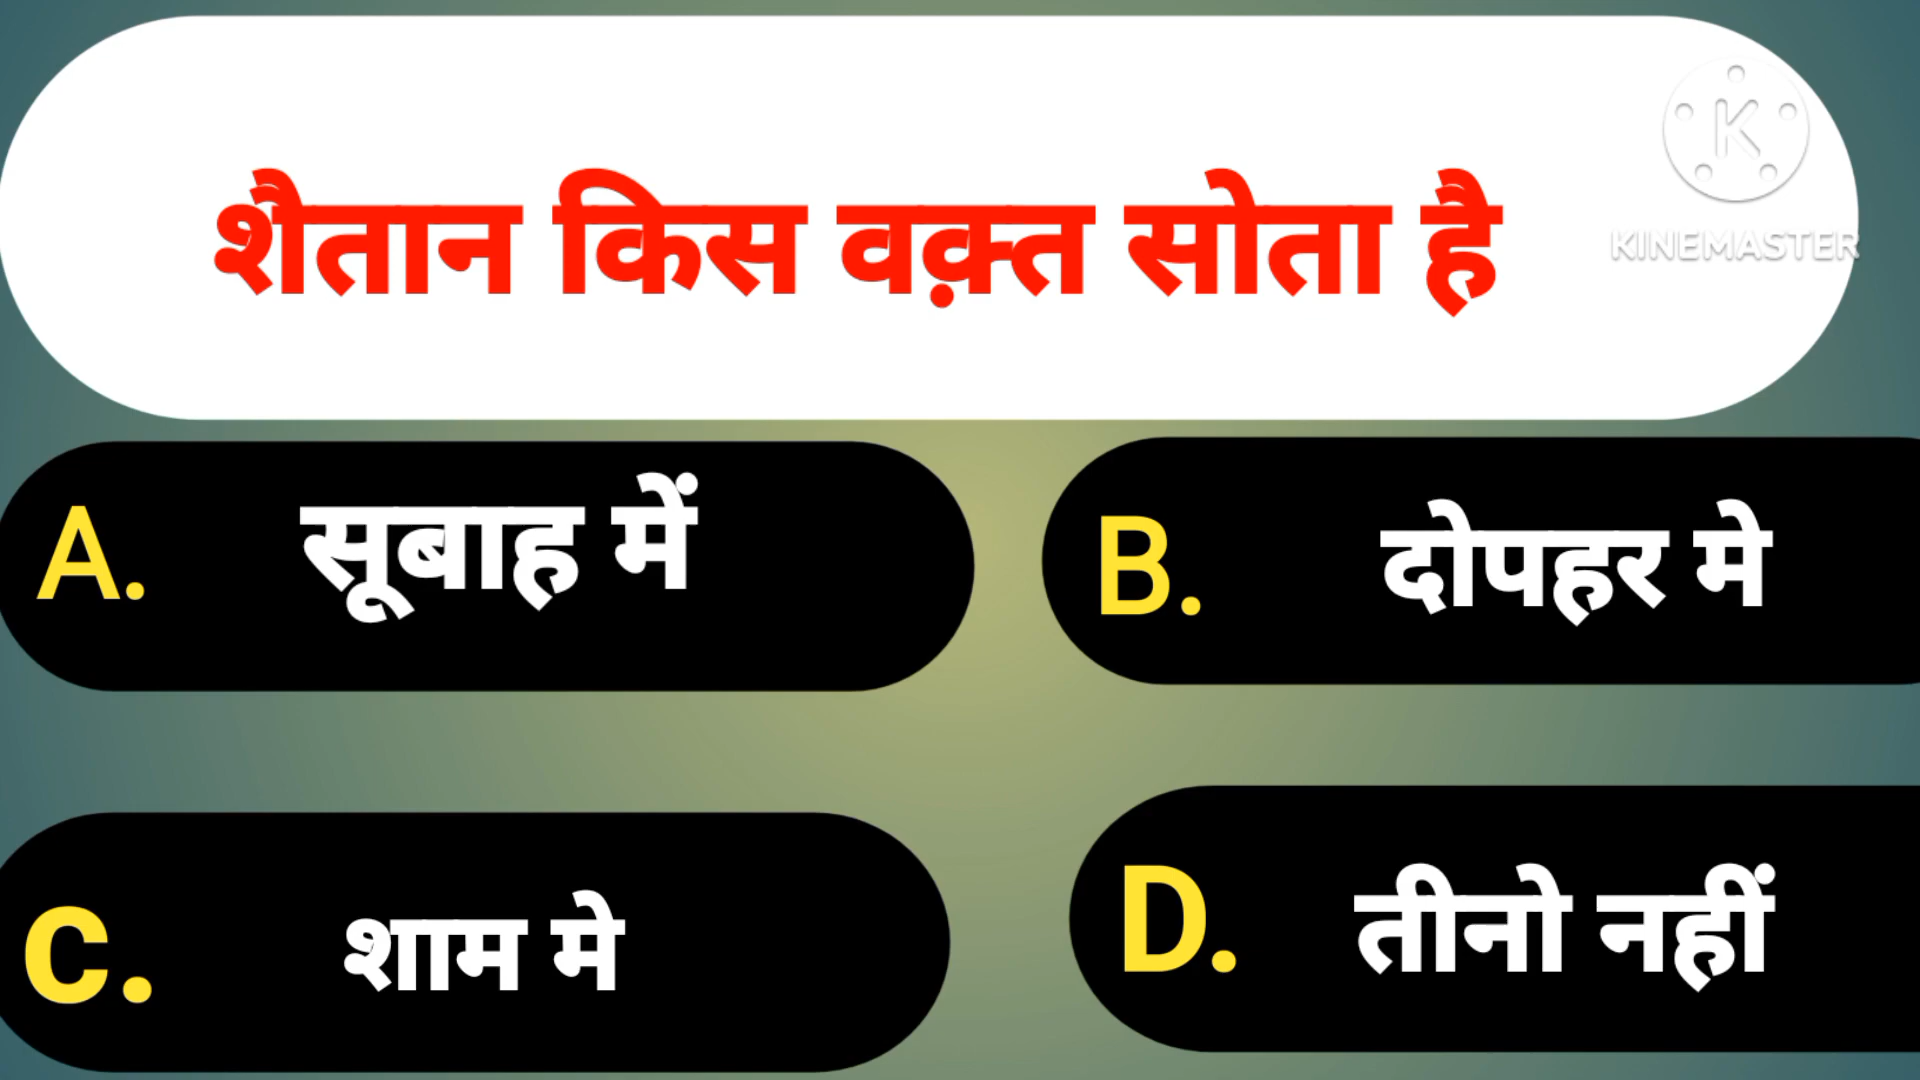 शैतान किस वक़्त सोता है
K
KINEMASTER
A. सूबाह में
B. दोपहर मे
C. शाम मे
D. तीनो नहीं